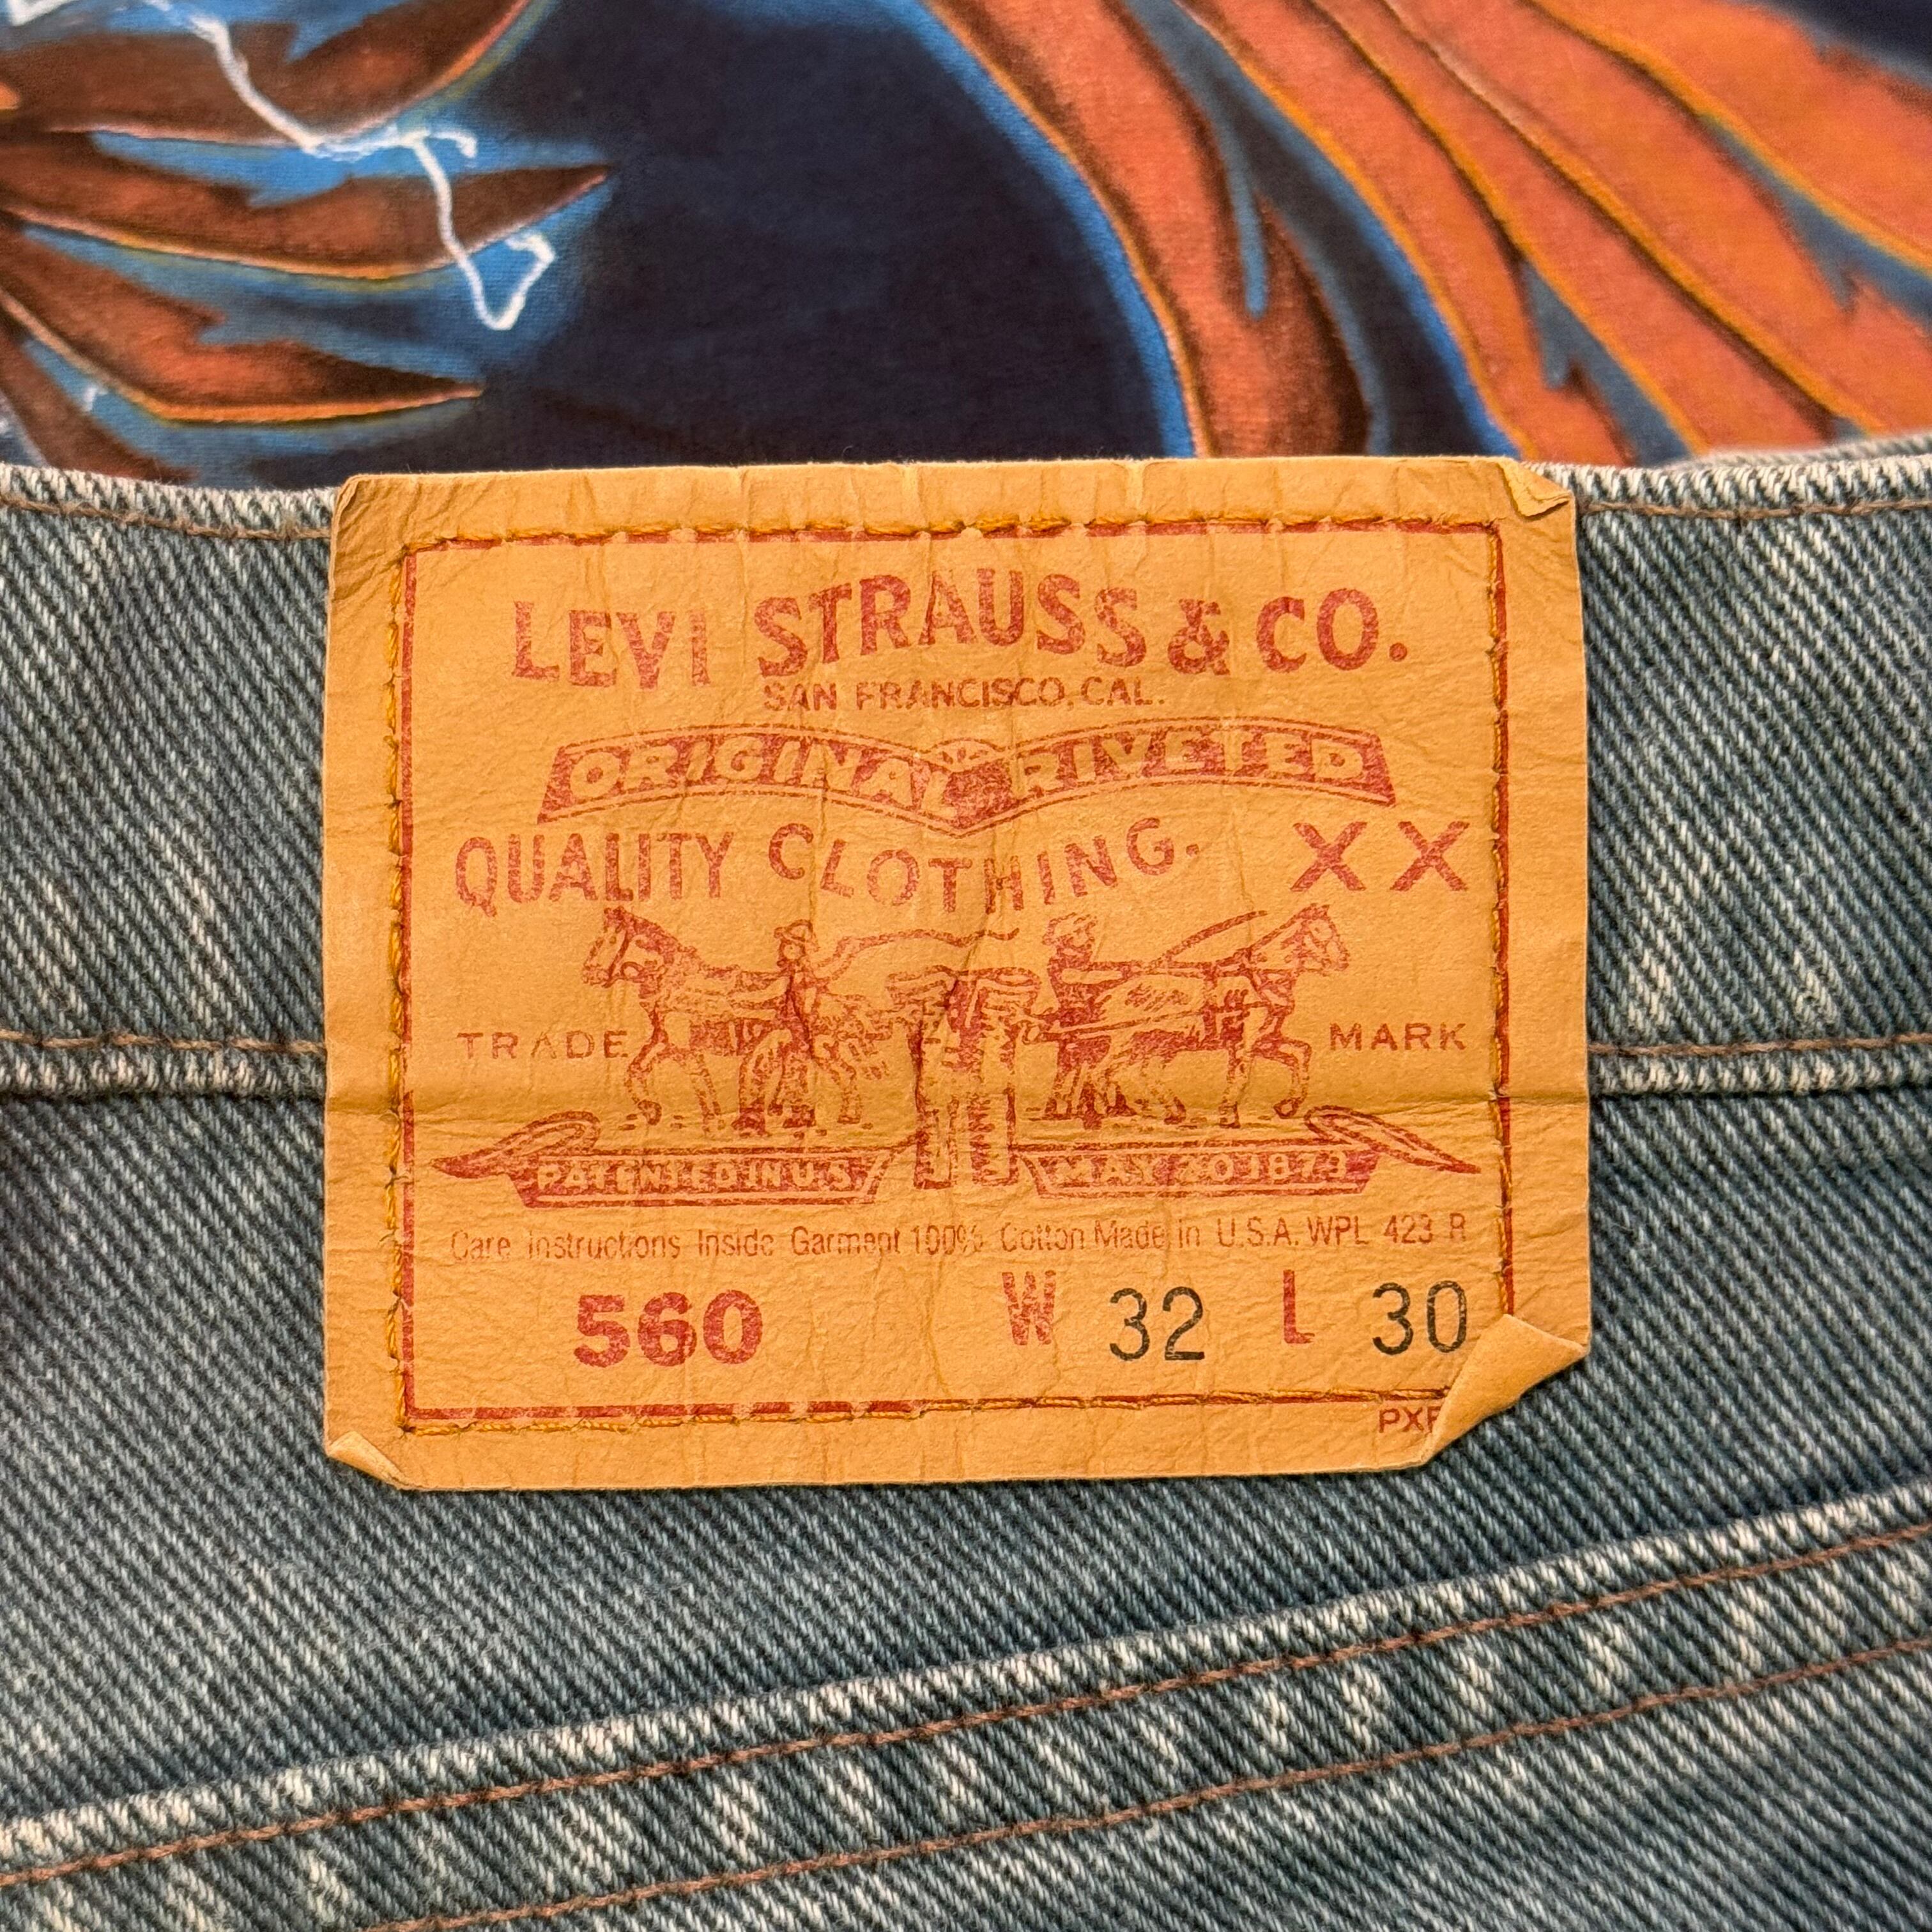 LEVI STRAUSS & CO.
SAN FRANCISCO, CAL.
ORIGINAL RIVETED
QUALITY CLOTHING. XX
TRADE MARK
PATENTED IN U.S. MAY 20 1873
Care Instructions Inside Garment 100% Cotton Made in U.S.A. WPL 423 R
560 W 32 L 30